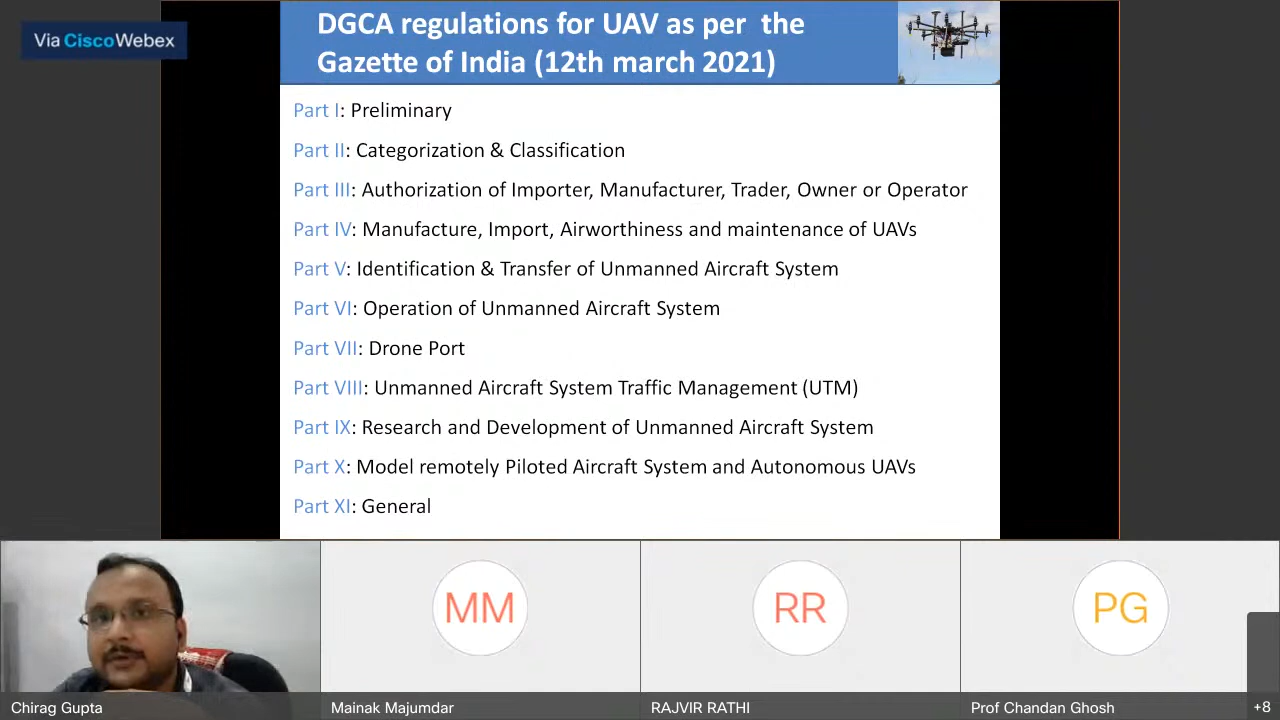 Via Cisco Webex
DGCA regulations for UAV as per the
Gazette of India (12th march 2021)
Part I: Preliminary
Part II: Categorization & Classification
Part III: Authorization of Importer, Manufacturer, Trader, Owner or Operator
Part IV: Manufacture, Import, Airworthiness and maintenance of UAVs
Part V: Identification & Transfer of Unmanned Aircraft System
Part VI: Operation of Unmanned Aircraft System
Part VII: Drone Port
Part VIII: Unmanned Aircraft System Traffic Management (UTM)
Part IX: Research and Development of Unmanned Aircraft System
Part X: Model remotely Piloted Aircraft System and Autonomous UAVs
Part XI: General
MM
RR
PG
Chirag Gupta
Mainak Majumdar
RAJVIR RATHI
Prof Chandan Ghosh
+8